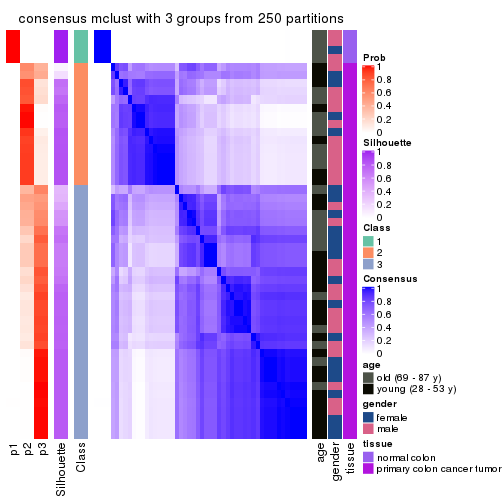 consensus mclust with 3 groups from 250 partitions
Prob
1
0.8
0.6
0.4
0.2
0
Silhouette
1
0.8
0.6
0.4
0.2
0
Class
1
2
3
Consensus
1
0.8
0.6
0.4
0.2
0
age
old (69 - 87 y)
young (28 - 53 y)
gender
female
male
tissue
normal colon
primary colon cancer tumor
p1
p2
p3
Silhouette
Class
age
gender
tissue